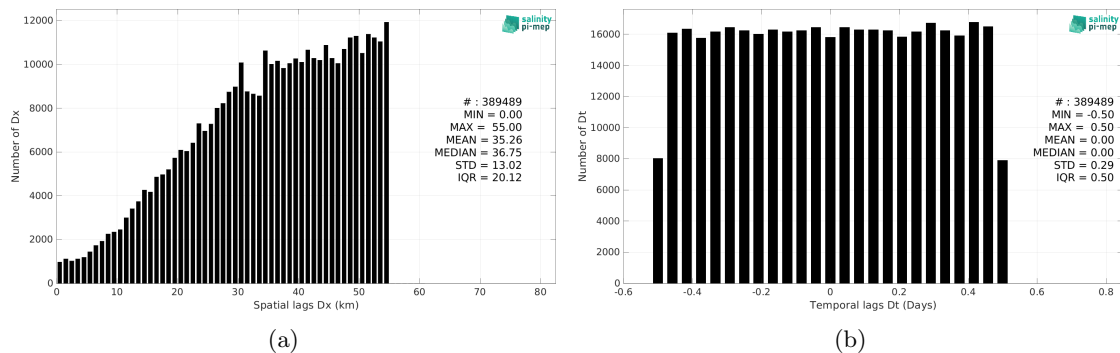 12000
10000
8000
6000
4000
2000
0
Number of Dx
0 10 20 30 40 50 60 70 80
Spatial lags Dx (km)
salinity
pi-mep
# : 389489
MIN = 0.00
MAX = 55.00
MEAN = 35.26
MEDIAN = 36.75
STD = 13.02
IQR = 20.12
(a)
16000
14000
12000
10000
8000
6000
4000
2000
0
Number of Dt
-0.6 -0.4 -0.2 0 0.2 0.4 0.6 0.8
Temporal lags Dt (Days)
salinity
pi-mep
# : 389489
MIN = -0.50
MAX = 0.50
MEAN = 0.00
MEDIAN = 0.00
STD = 0.29
IQR = 0.50
(b)